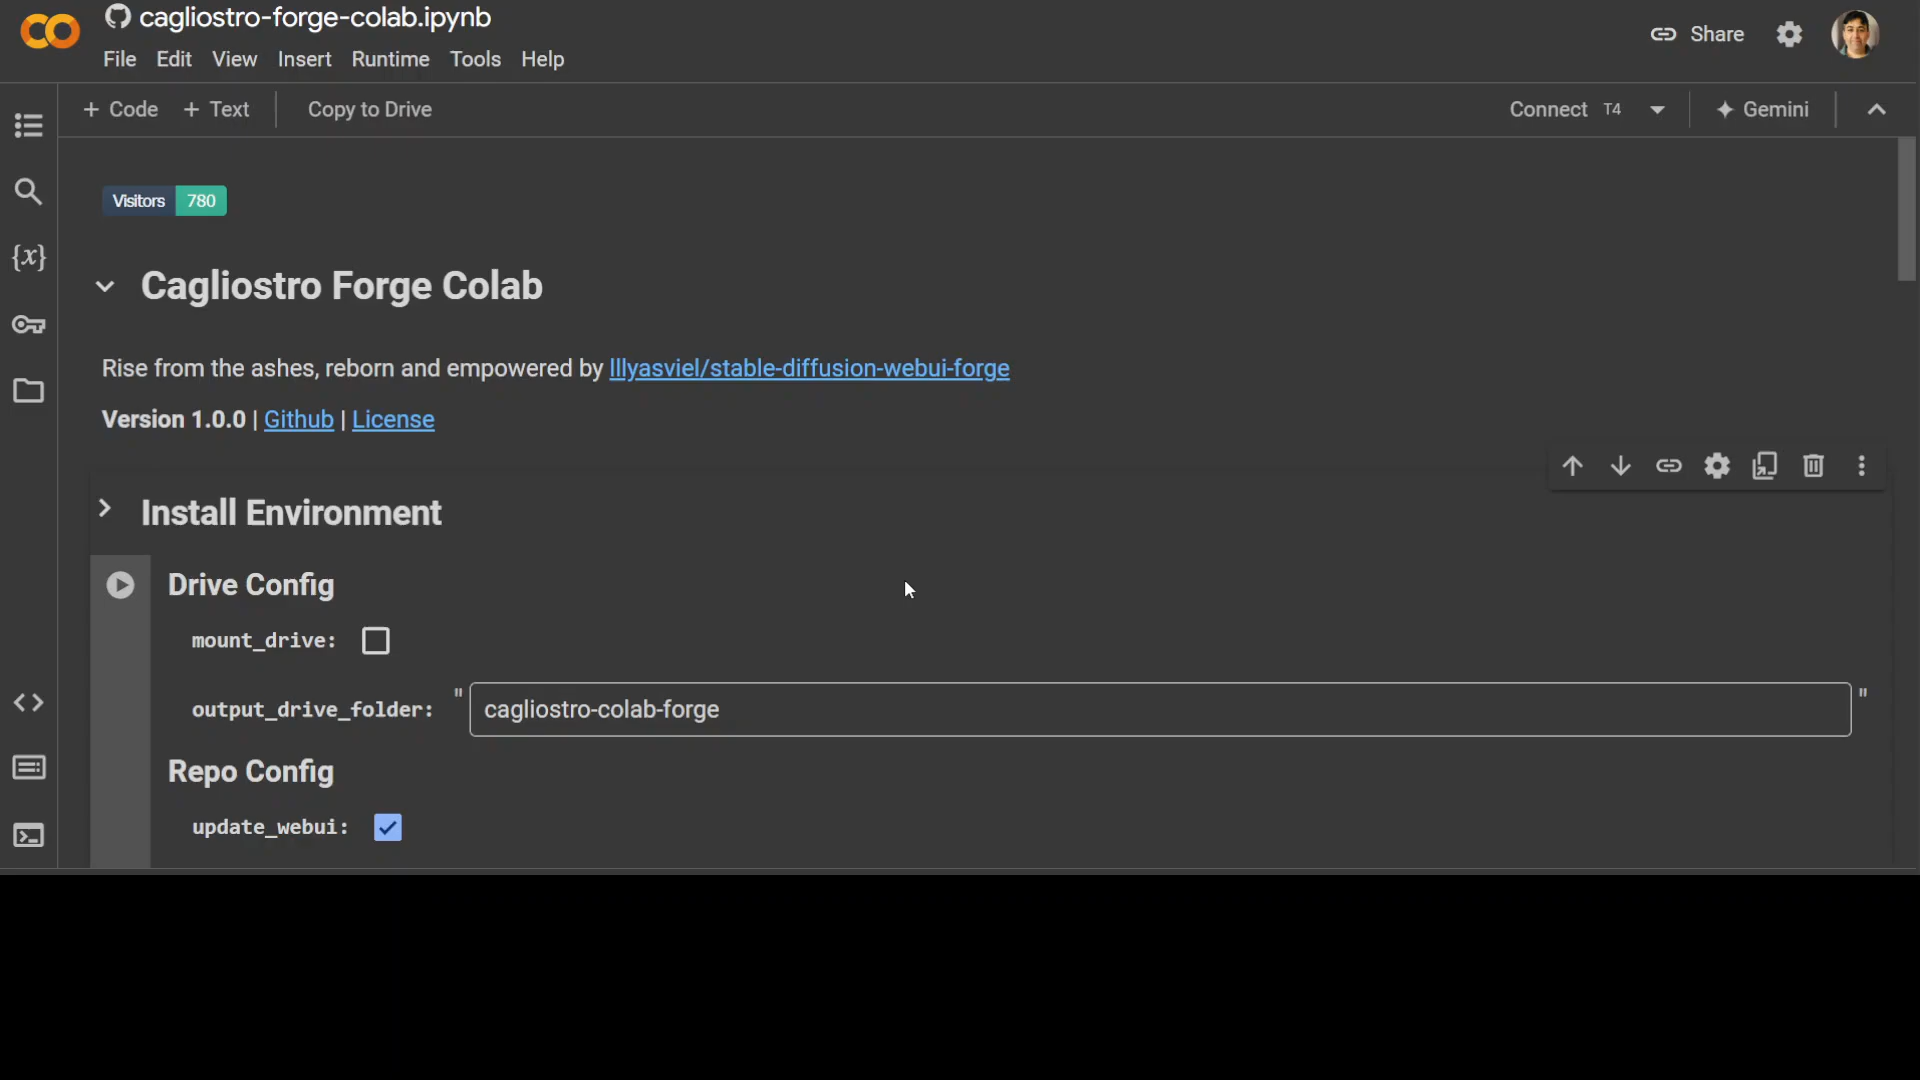 cagliostro-forge-colab.ipynb
File Edit View Insert Runtime Tools Help
Share
+ Code + Text Copy to Drive
Connect T4 Gemini
Visitors 780
Cagliostro Forge Colab
Rise from the ashes, reborn and empowered by lllyasviel/stable-diffusion-webui-forge
Version 1.0.0 | Github | License
Install Environment
Drive Config
mount_drive:
output_drive_folder: " cagliostro-colab-forge "
Repo Config
update_webui:
{x}